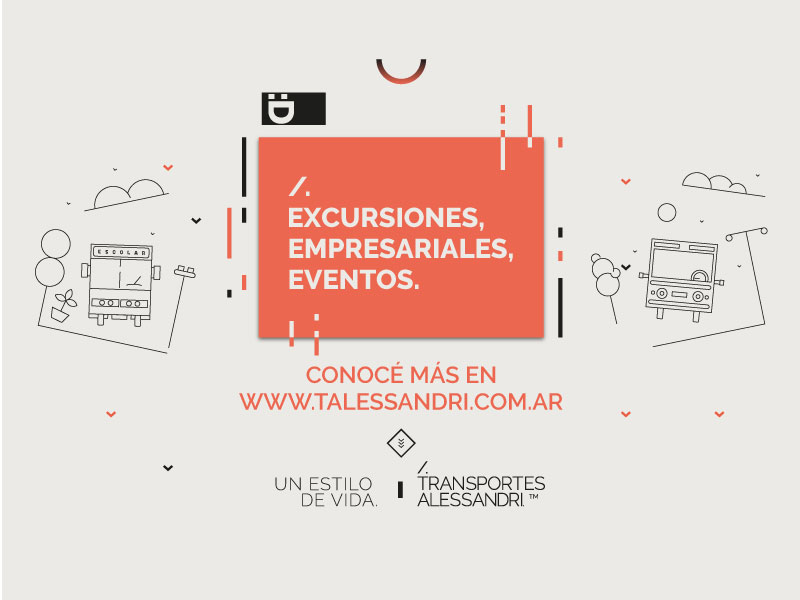 /.
EXCURSIONES,
EMPRESARIALES,
EVENTOS.
ESCOLAR
CONOCÉ MÁS EN
WWW.TALESSANDRI.COM.AR
UN ESTILO
DE VIDA.
/.
TRANSPORTES
ALESSANDRI.™